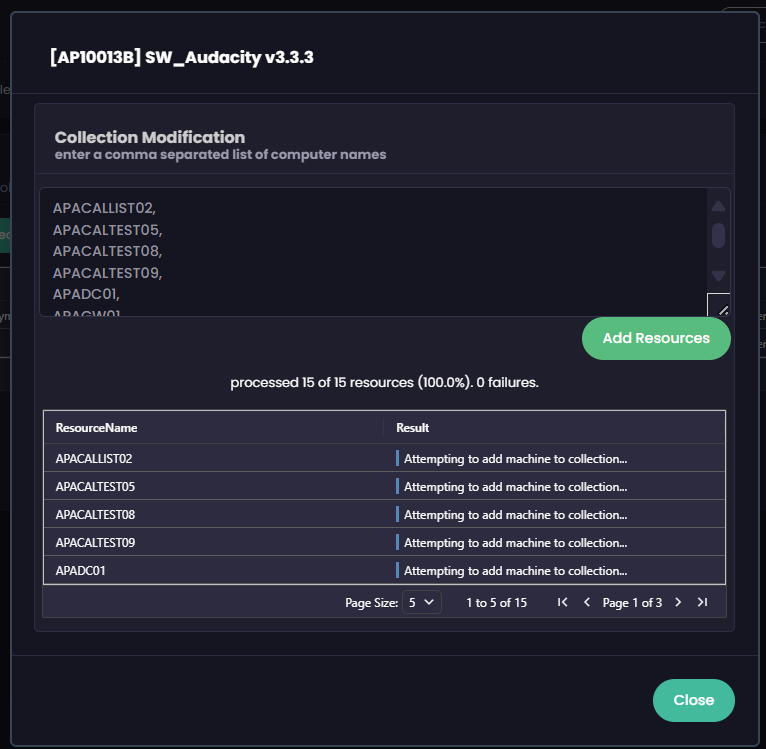 [AP10013B] SW_Audacity v3.3.3
Collection Modification
enter a comma separated list of computer names
APACALLIST02,
APACALTEST05,
APACALTEST08,
APACALTEST09,
APADC01,
APAGW01
Add Resources
processed 15 of 15 resources (100.0%). 0 failures.
ResourceName Result
APACALLIST02 Attempting to add machine to collection...
APACALTEST05 Attempting to add machine to collection...
APACALTEST08 Attempting to add machine to collection...
APACALTEST09 Attempting to add machine to collection...
APADC01 Attempting to add machine to collection...
Page Size: 5 1 to 5 of 15 Page 1 of 3
Close